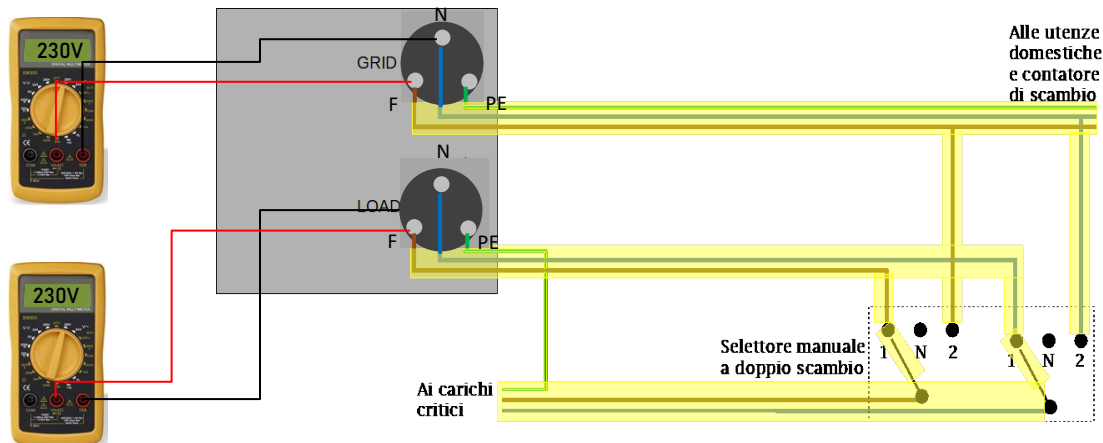 230V
N
GRID
F
PE
Alle utenze
domestiche
e contatore
di scambio
N
LOAD
F
PE
230V
Selettore manuale
a doppio scambio
1 N 2
1 N 2
Ai carichi
critici